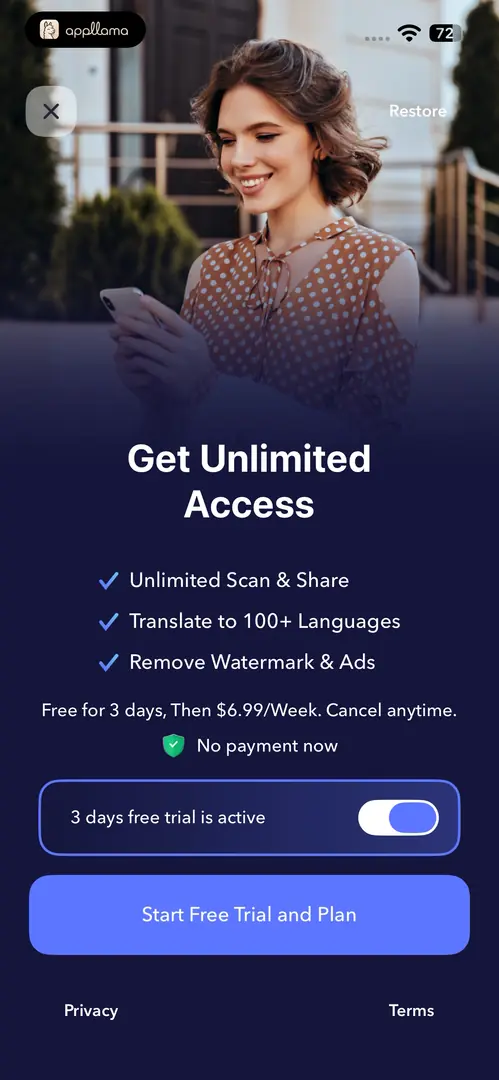 appllama
72
Restore
Get Unlimited
Access
Unlimited Scan & Share
Translate to 100+ Languages
Remove Watermark & Ads
Free for 3 days, Then $6.99/Week. Cancel anytime.
No payment now
3 days free trial is active
Start Free Trial and Plan
Privacy
Terms